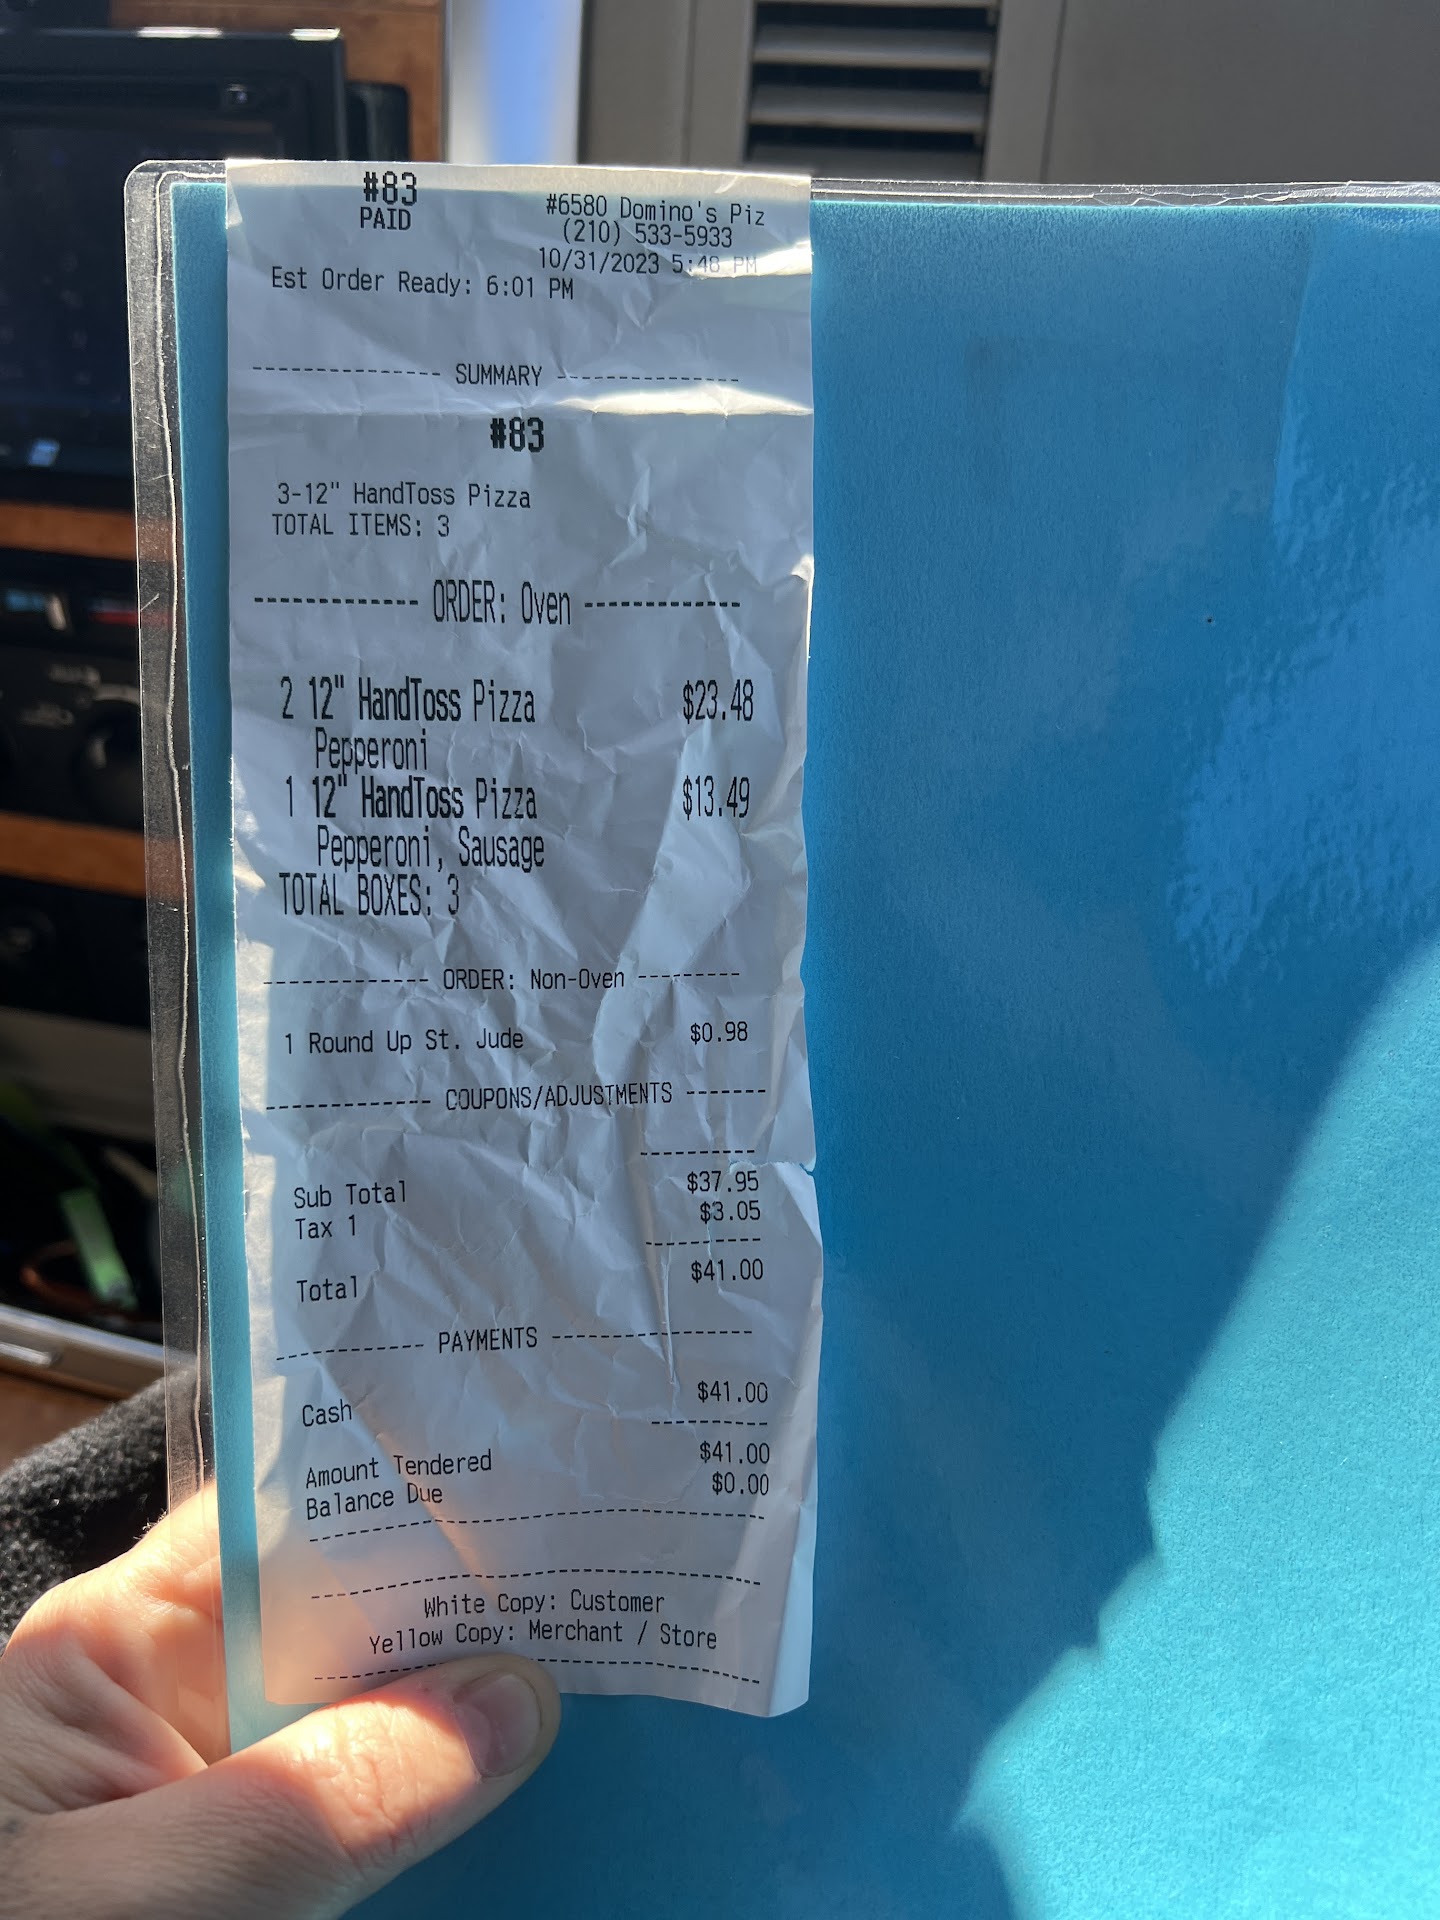 #83
PAID
#6580 Domino's Piz
(210) 533-5933
10/31/2023 5:48 PM
Est Order Ready: 6:01 PM
--------------- SUMMARY ---------------
#83
3-12" HandToss Pizza
TOTAL ITEMS: 3
------------- ORDER: Oven -------------
2 12" HandToss Pizza $23.48
Pepperoni
1 12" HandToss Pizza $13.49
Pepperoni, Sausage
TOTAL BOXES: 3
------------- ORDER: Non-Oven ---------
1 Round Up St. Jude $0.98
------------- COUPONS/ADJUSTMENTS -------
Sub Total $37.95
Tax 1 $3.05
Total $41.00
------------ PAYMENTS ----------------
Cash $41.00
Amount Tendered $41.00
Balance Due $0.00
White Copy: Customer
Yellow Copy: Merchant / Store